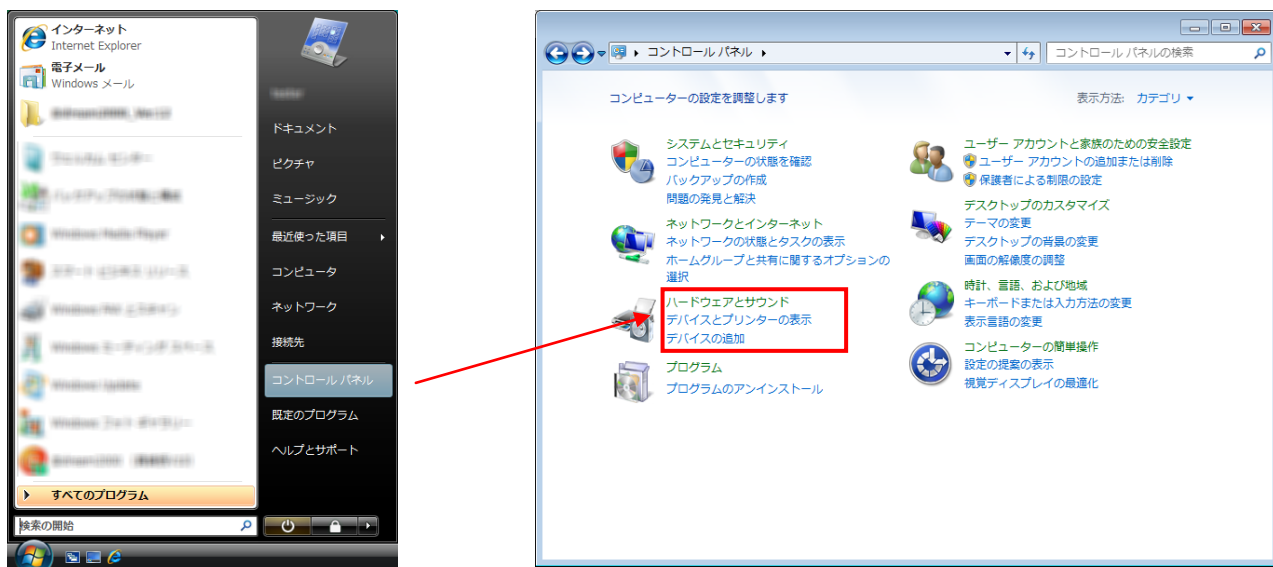 インターネット
Internet Explorer
電子メール
Windows メール
ドキュメント
ピクチャ
ミュージック
最近使った項目
コンピュータ
ネットワーク
接続先
コントロール パネル
既定のプログラム
ヘルプとサポート
すべてのプログラム
検索の開始
コントロール パネル
コントロール パネルの検索
コンピューターの設定を調整します
表示方法: カテゴリ
システムとセキュリティ
コンピューターの状態を確認
バックアップの作成
問題の発見と解決
ネットワークとインターネット
ネットワークの状態とタスクの表示
ホームグループと共有に関するオプションの
選択
ハードウェアとサウンド
デバイスとプリンターの表示
デバイスの追加
プログラム
プログラムのアンインストール
ユーザー アカウントと家族のための安全設定
ユーザー アカウントの追加または削除
保護者による制限の設定
デスクトップのカスタマイズ
テーマの変更
デスクトップの背景の変更
画面の解像度の調整
時計、言語、および地域
キーボードまたは入力方法の変更
表示言語の変更
コンピューターの簡単操作
設定の提案の表示
視覚ディスプレイの最適化